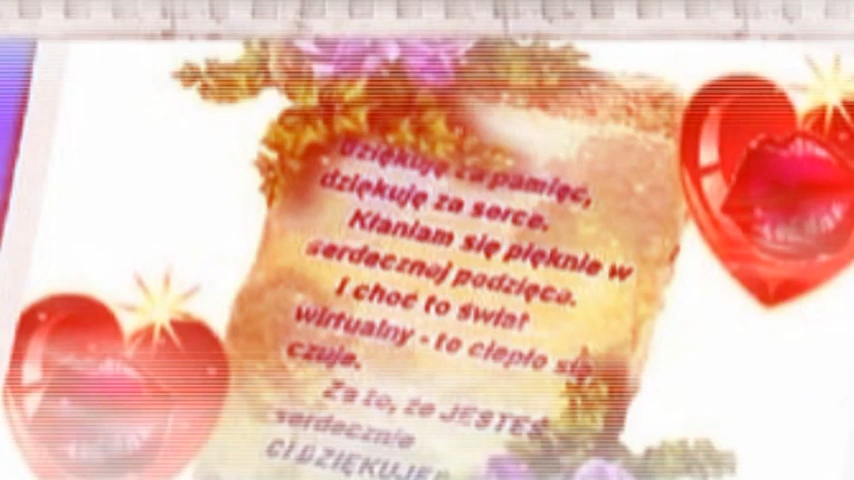 Dziękuję za pamięć,
dziękuję za serce.
Kłaniam się pięknie w
serdecznej podzięce.
I choć to świat
wirtualny - to ciepło się
czuje.
Za to, że JESTEŚ
serdecznie
CI DZIĘKUJĘ!